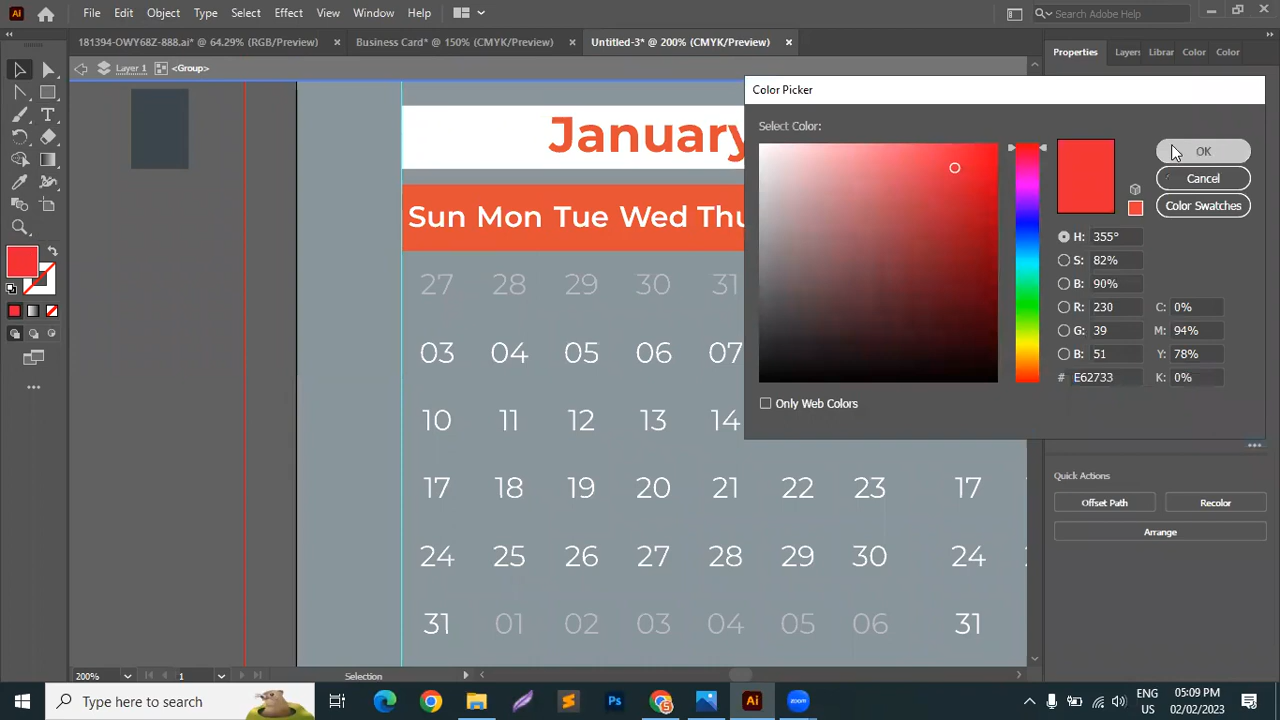 Ai File Edit Object Type Select Effect View Window Help Search Adobe Help
181394-OWY68Z-888.ai* @ 64.29% (RGB/Preview) × Business Card* @ 150% (CMYK/Preview) × Untitled-3* @ 200% (CMYK/Preview) × Properties Layers Librar Color Color
Layer 1 <Group>
Color Picker
Select Color:
OK
Cancel
Color Swatches
H: 355°
S: 82%
B: 90%
R: 230 C: 0%
G: 39 M: 94%
B: 51 Y: 78%
# E62733 K: 0%
Only Web Colors
January
Sun Mon Tue Wed Thu
27 28 29 30 31
03 04 05 06 07
10 11 12 13 14
17 18 19 20 21 22 23 17
24 25 26 27 28 29 30 24
31 01 02 03 04 05 06 31
Quick Actions
Offset Path Recolor
Arrange
200% 1 Selection
Type here to search Ps Ai zoom ENG US 05:09 PM 02/02/2023